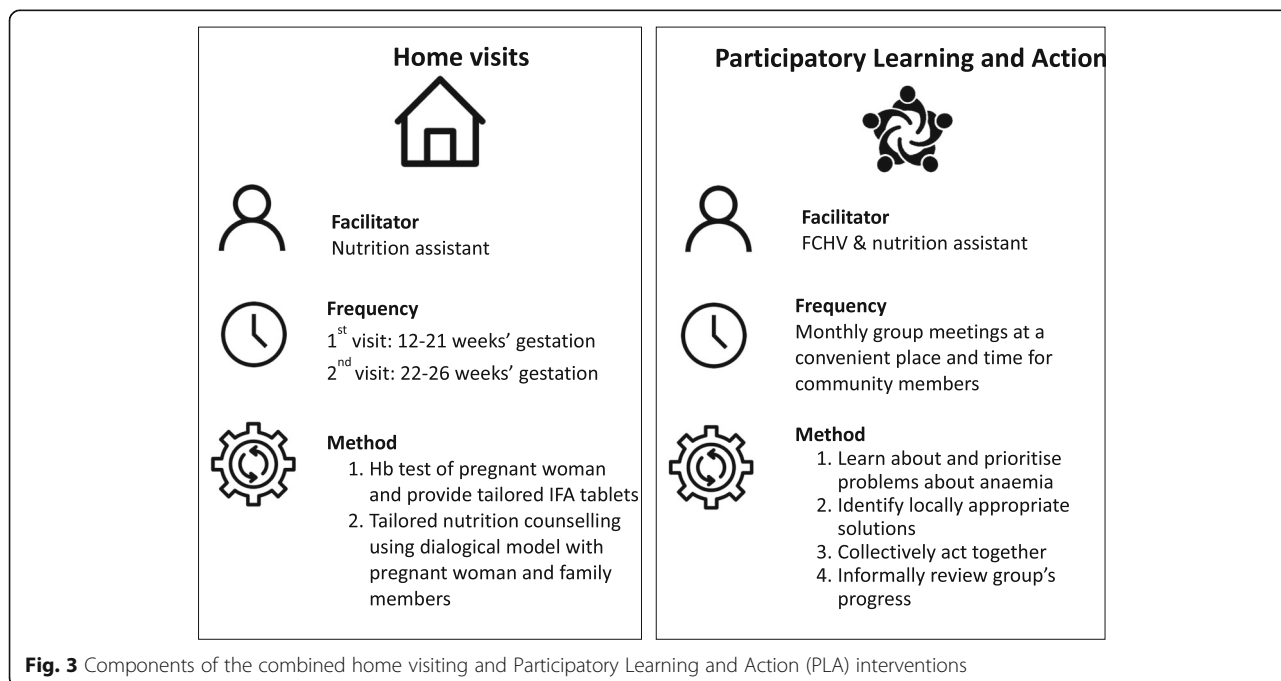 Home visits
Facilitator
Nutrition assistant
Frequency
1st visit: 12-21 weeks’ gestation
2nd visit: 22-26 weeks’ gestation
Method
1. Hb test of pregnant woman
and provide tailored IFA tablets
2. Tailored nutrition counselling
using dialogical model with
pregnant woman and family
members
Participatory Learning and Action
Facilitator
FCHV & nutrition assistant
Frequency
Monthly group meetings at a
convenient place and time for
community members
Method
1. Learn about and prioritise
problems about anaemia
2. Identify locally appropriate
solutions
3. Collectively act together
4. Informally review group’s
progress
Fig. 3 Components of the combined home visiting and Participatory Learning and Action (PLA) interventions